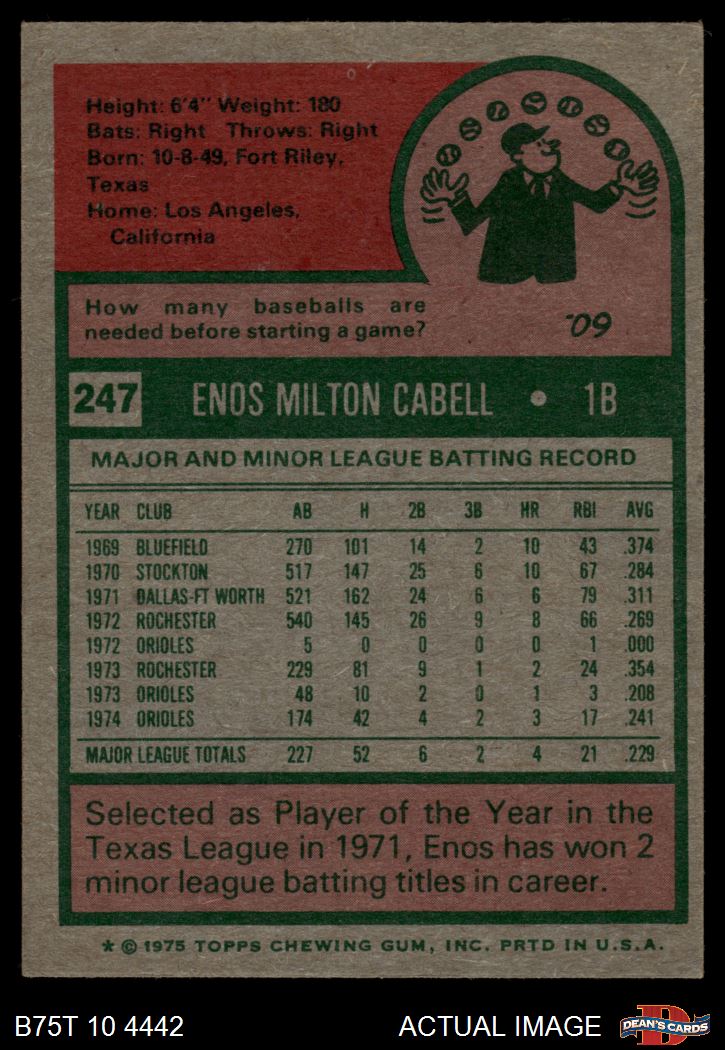 Height: 6'4" Weight: 180
Bats: Right Throws: Right
Born: 10-8-49, Fort Riley,
Texas
Home: Los Angeles,
California
How many baseballs are
needed before starting a game?
.09
247 ENOS MILTON CABELL • 1B
MAJOR AND MINOR LEAGUE BATTING RECORD
YEAR CLUB AB H 2B 3B HR RBI AVG
1969 BLUEFIELD 270 101 14 2 10 43 .374
1970 STOCKTON 517 147 25 6 10 67 .284
1971 DALLAS-FT WORTH 521 162 24 6 6 79 .311
1972 ROCHESTER 540 145 26 9 8 66 .269
1972 ORIOLES 5 0 0 0 0 1 .000
1973 ROCHESTER 229 81 9 1 2 24 .354
1973 ORIOLES 48 10 2 0 1 3 .208
1974 ORIOLES 174 42 4 2 3 17 .241
MAJOR LEAGUE TOTALS 227 52 6 2 4 21 .229
Selected as Player of the Year in the
Texas League in 1971, Enos has won 2
minor league batting titles in career.
* © 1975 TOPPS CHEWING GUM, INC. PRTD IN U.S.A.
B75T 10 4442 ACTUAL IMAGE DEAN'S CARDS